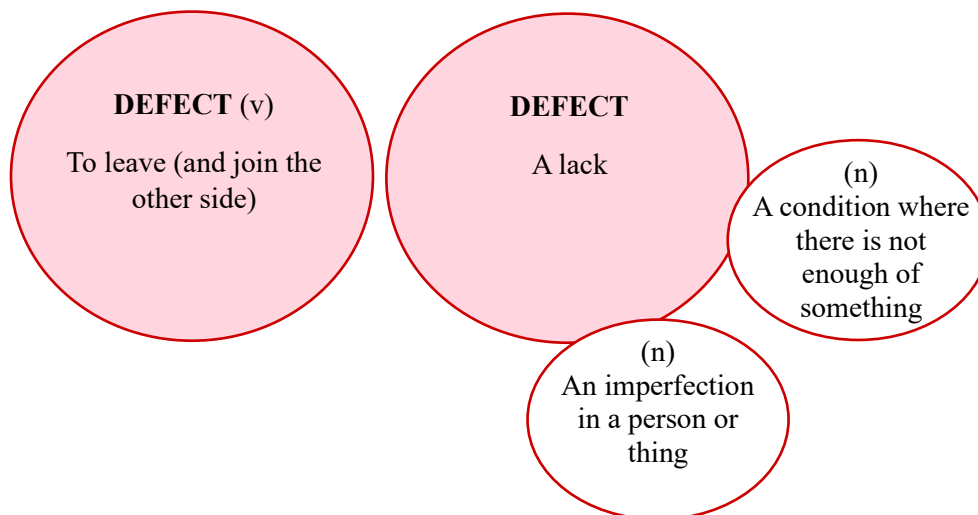 DEFECT (v)
To leave (and join the
other side)
DEFECT
A lack
(n)
A condition where
there is not
enough of
something
(n)
An imperfection
in a person or
thing